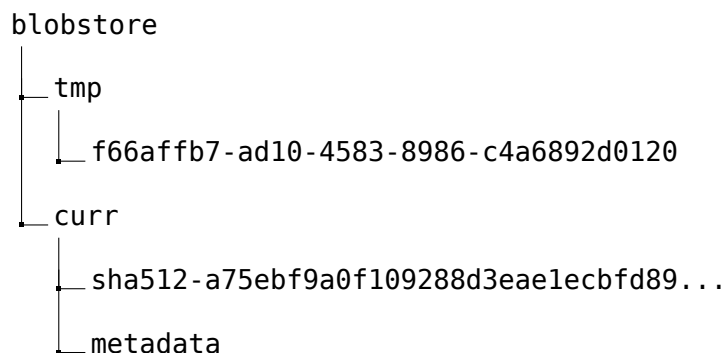 blobstore
tmp
f66affb7-ad10-4583-8986-c4a6892d0120
curr
sha512-a75ebf9a0f109288d3eae1ecbfd89...
metadata